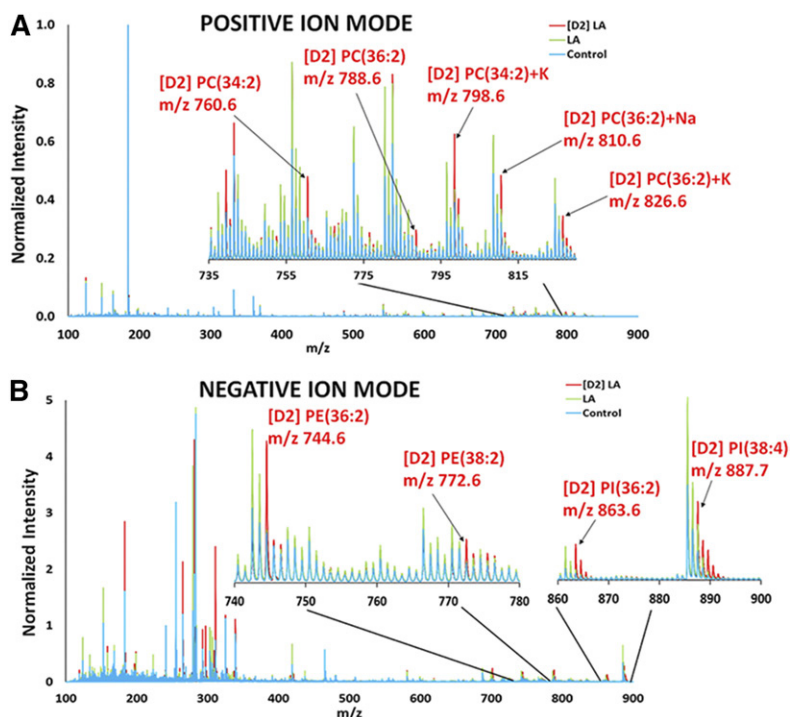 A
POSITIVE ION MODE
[D2] LA
LA
Control
Normalized Intensity
1.0
0.8
0.6
0.4
0.2
0.0
[D2] PC(34:2)
m/z 760.6
[D2] PC(36:2)
m/z 788.6
[D2] PC(34:2)+K
m/z 798.6
[D2] PC(36:2)+Na
m/z 810.6
[D2] PC(36:2)+K
m/z 826.6
735 755 775 795 815
100 200 300 400 500 600 700 800 900
m/z
B
NEGATIVE ION MODE
[D2] LA
LA
Control
Normalized Intensity
5
4
3
2
1
0
[D2] PE(36:2)
m/z 744.6
[D2] PE(38:2)
m/z 772.6
[D2] PI(36:2)
m/z 863.6
[D2] PI(38:4)
m/z 887.7
740 750 760 770 780
860 870 880 890 900
100 200 300 400 500 600 700 800 900
m/z